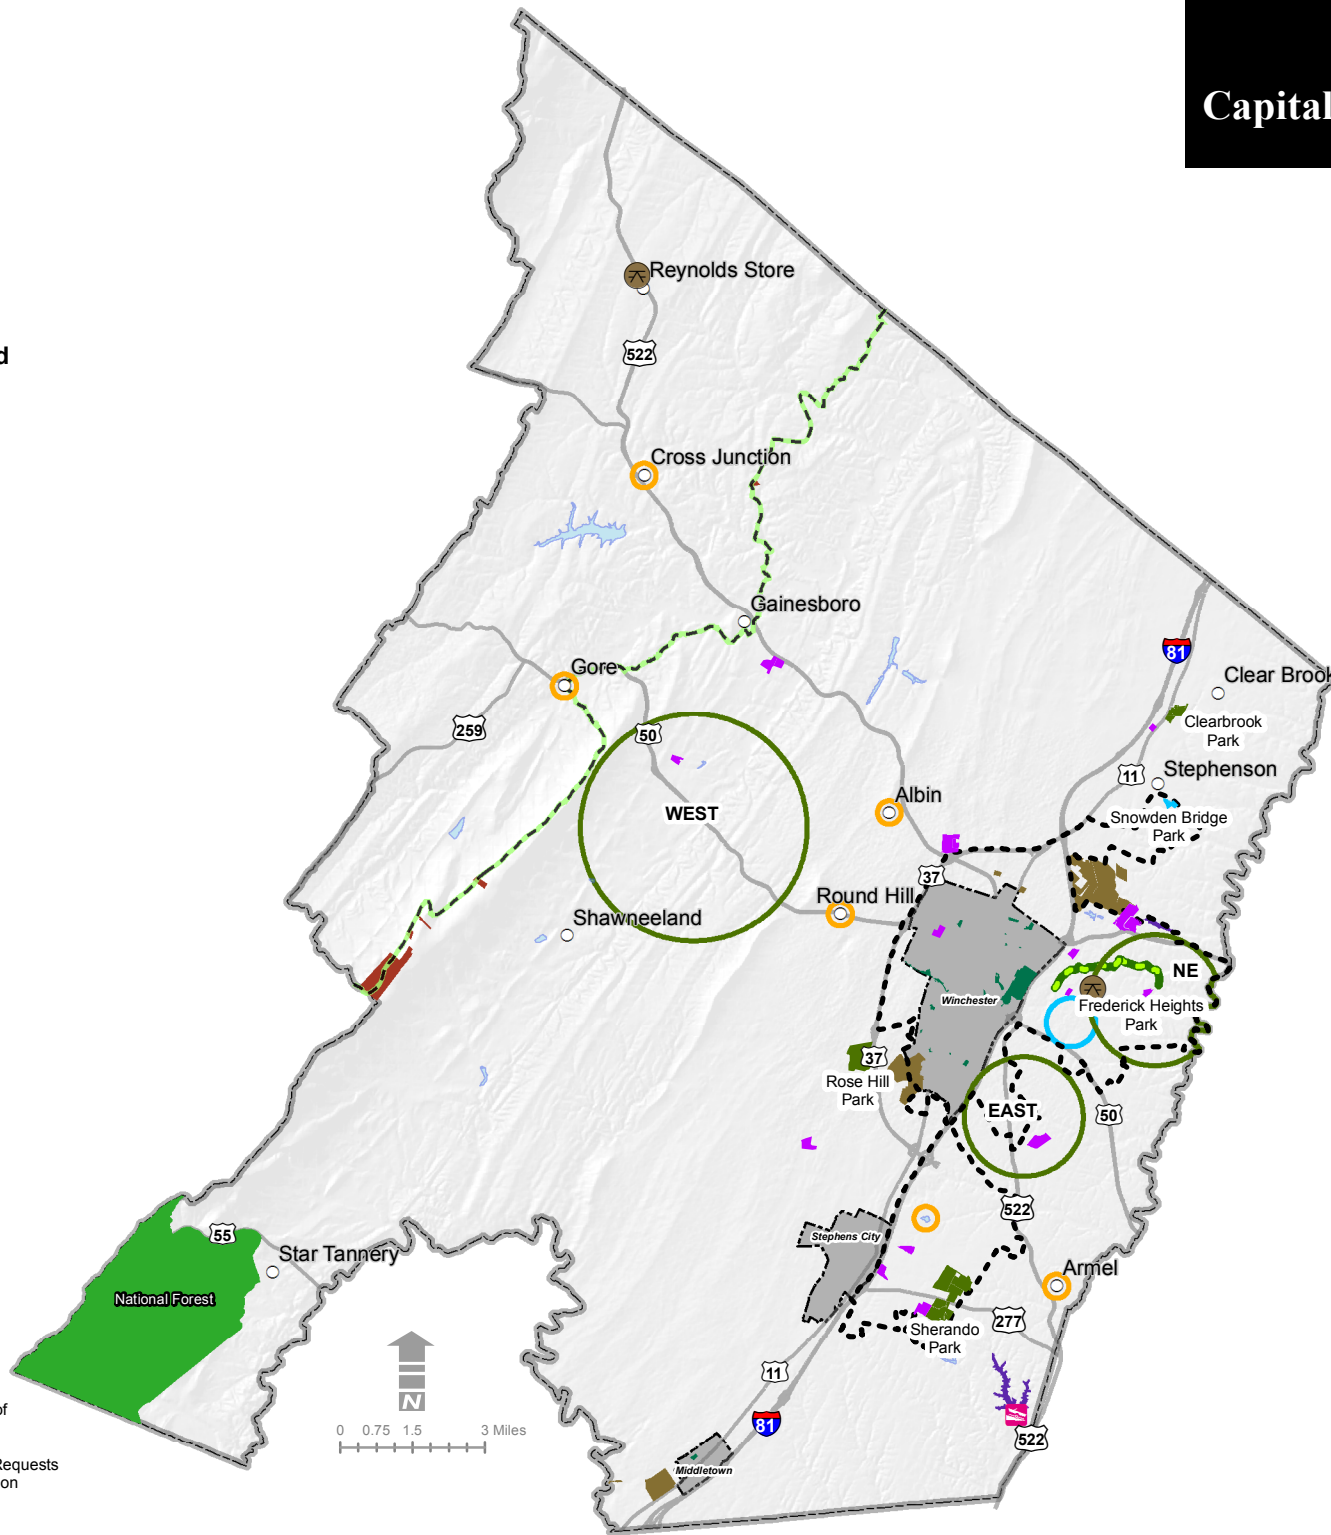 Capital
d
Reynolds Store
522
Cross Junction
Gainesboro
81
Gore
Clear Brook
Clearbrook
Park
259
50
11
Stephenson
WEST
Albin
Snowden Bridge
Park
37
Round Hill
Shawneeland
NE
Winchester
Frederick Heights
Park
37
Rose Hill
Park
EAST
50
522
55
Stephens City
Star Tannery
Armel
National Forest
277
Sherando
Park
11
N
of
0 0.75 1.5 3 Miles
81
522
Requests
Middletown
on